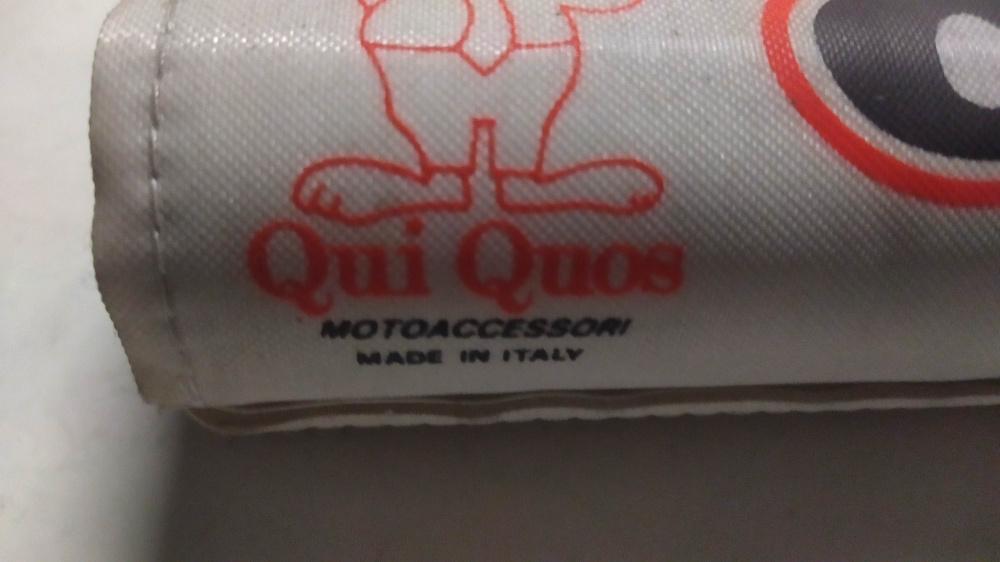 Qui Quos
MOTOACCESSORI
MADE IN ITALY